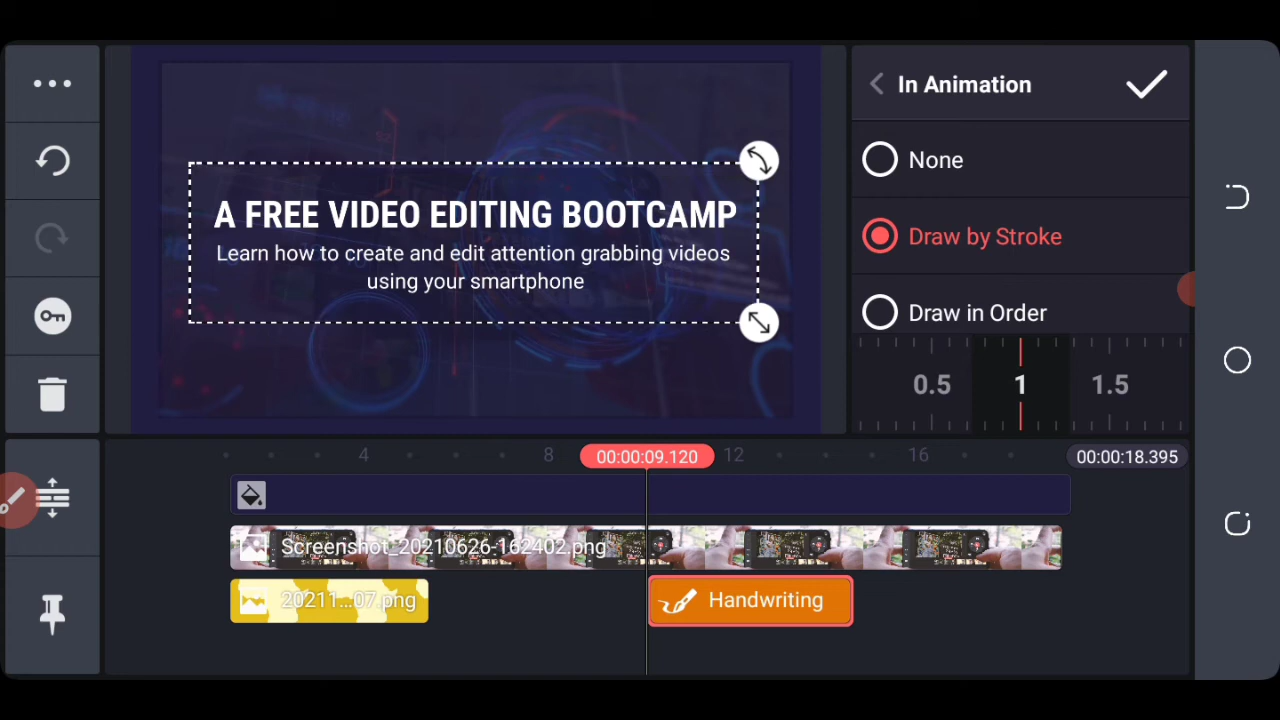 In Animation
None
Draw by Stroke
Draw in Order
0.5 1 1.5
A FREE VIDEO EDITING BOOTCAMP
Learn how to create and edit attention grabbing videos
using your smartphone
4 8 00:00:09.120 12 16 00:00:18.395
Screenshot_20210626-162402.png
20211...07.png
Handwriting